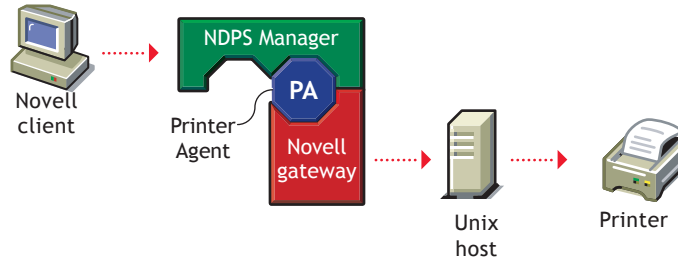 NDPS Manager
PA
Novell
client
Printer
Agent
Novell
gateway
Unix
host
Printer